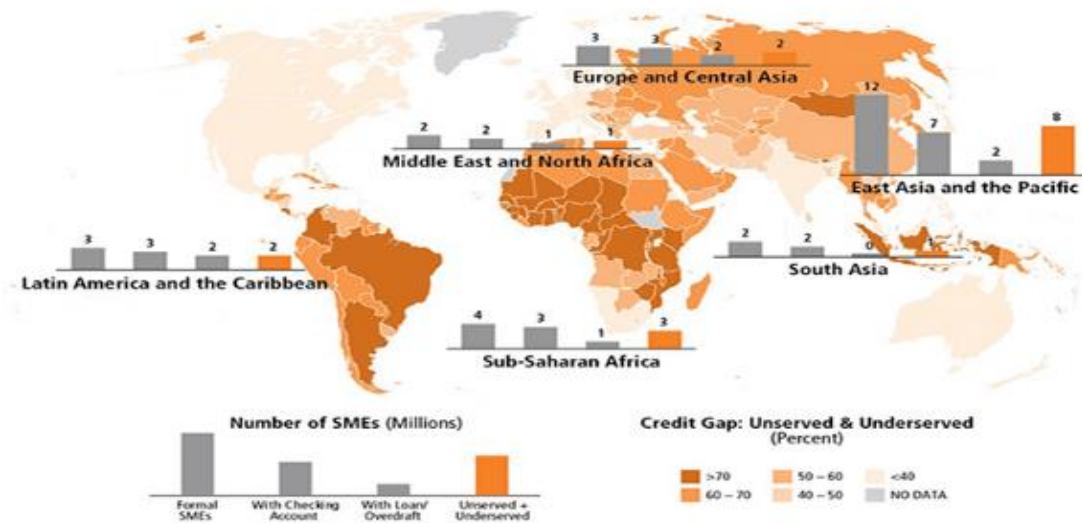 3 3 2 2
Europe and Central Asia
12 7 2 8
East Asia and the Pacific
2 2 1 1
Middle East and North Africa
2 2 0 1
South Asia
3 3 2 2
Latin America and the Caribbean
4 3 1 3
Sub-Saharan Africa
Number of SMEs (Millions)
Formal SMEs
With Checking Account
With Loan/ Overdraft
Unserved + Underserved
Credit Gap: Unserved & Underserved
(Percent)
>70
50 – 60
<40
60 – 70
40 – 50
NO DATA